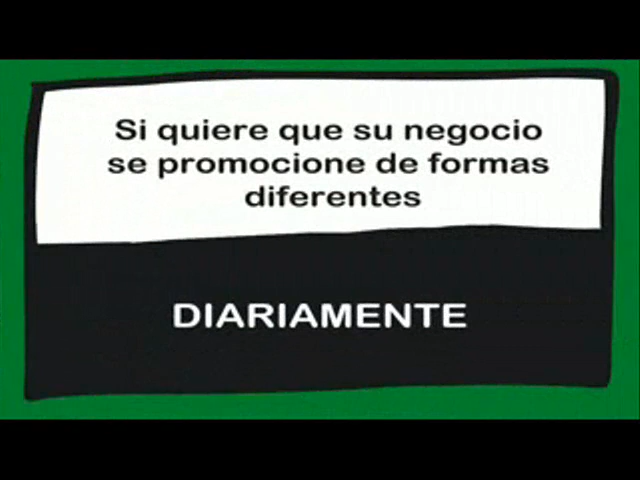 Si quiere que su negocio
se promocione de formas
diferentes
DIARIAMENTE